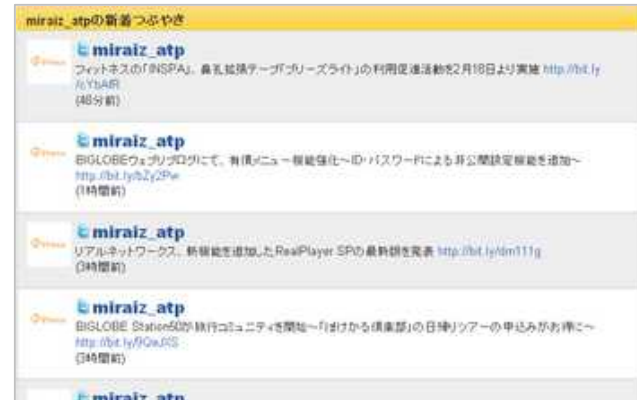 miraiz_atpの新着つぶやき
miraiz_atp
フィットネスの「INSPA」、鼻孔拡張テープ「ブリーズライト」の利用促進活動を2月18日より実施 http://bit.ly
/cYbAfR
(46分前)
miraiz_atp
BIGLOBEウェブリブログにて、有償メニュー機能強化～ID・パスワードによる非公開設定機能を追加～
http://bit.ly/bZy2Pw
(1時間前)
miraiz_atp
リアルネットワークス、新機能を追加したRealPlayer SPの最新版を発表 http://bit.ly/dm111g
(3時間前)
miraiz_atp
BIGLOBE Station50が旅行コミュニティを開始～「ほけかる倶楽部」の日帰りツアーの申込みがお得に～
(3時間前)
miraiz_atp